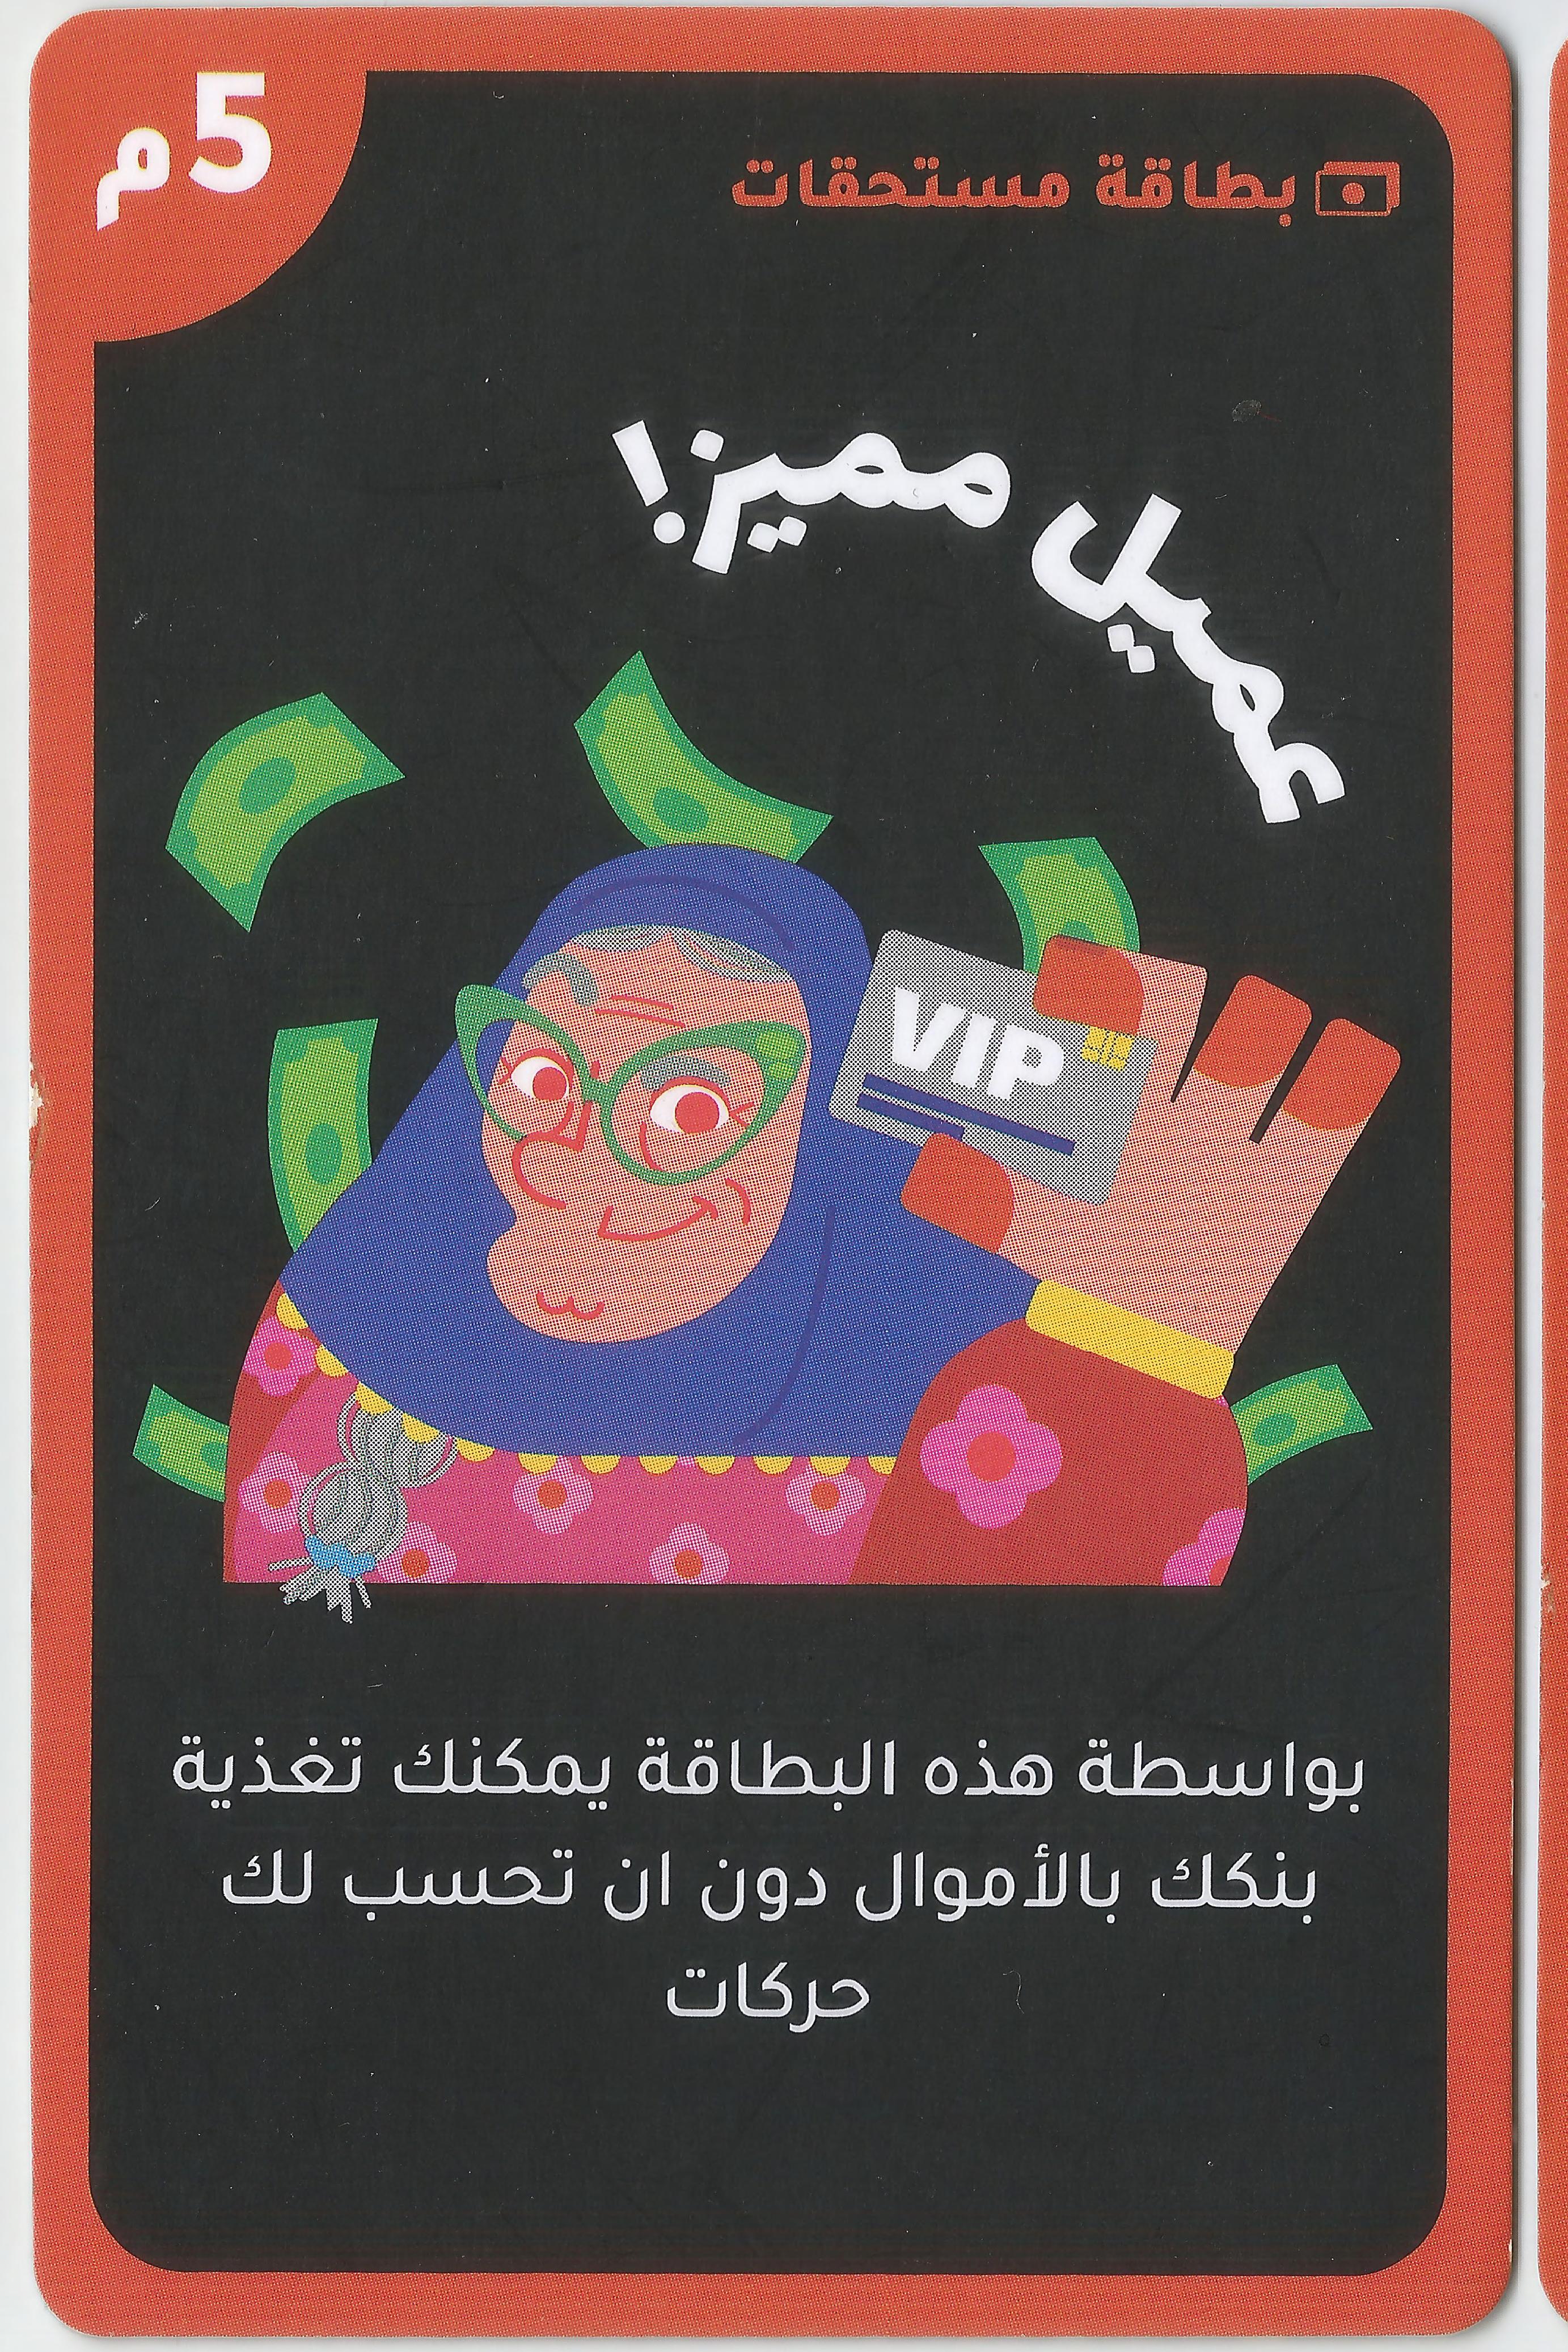 5م
بطاقة مستحقات
عميل مميز!
VIP
بواسطة هذه البطاقة يمكنك تغذية
بنكك بالأموال دون ان تحسب لك
حركات